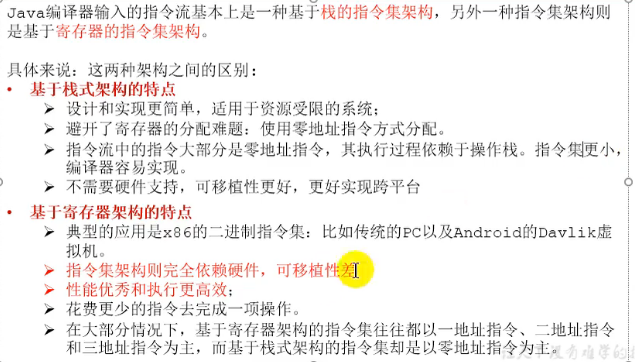 Java编译器输入的指令流基本上是一种基于栈的指令集架构，另外一种指令集架构则
是基于寄存器的指令集架构。
具体来说：这两种架构之间的区别：
• 基于栈式架构的特点
➢ 设计和实现更简单，适用于资源受限的系统；
➢ 避开了寄存器的分配难题：使用零地址指令方式分配。
➢ 指令流中的指令大部分是零地址指令，其执行过程依赖于操作栈。指令集更小，
编译器容易实现。
➢ 不需要硬件支持，可移植性更好，更好实现跨平台
• 基于寄存器架构的特点
➢ 典型的应用是x86的二进制指令集：比如传统的PC以及Android的Davlik虚
拟机。
➢ 指令集架构则完全依赖硬件，可移植性差
➢ 性能优秀和执行更高效；
➢ 花费更少的指令去完成一项操作。
➢ 在大部分情况下，基于寄存器架构的指令集往往都以一地址指令、二地址指令
和三地址指令为主，而基于栈式架构的指令集却是以零地址指令为主。